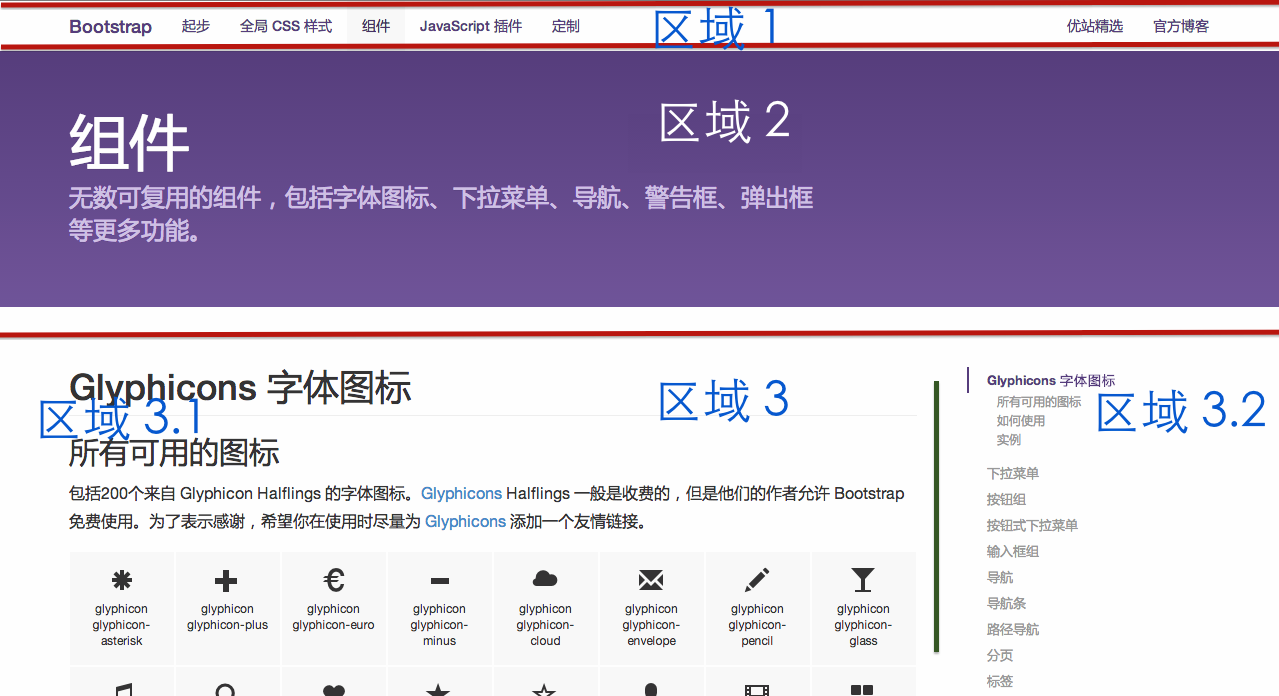 Bootstrap 起步 全局 CSS 样式 组件 JavaScript 插件 定制 区域 1 优站精选 官方博客
组件
区域 2
无数可复用的组件，包括字体图标、下拉菜单、导航、警告框、弹出框
等更多功能。
Glyphicons 字体图标
区域 3.1
区域 3
所有可用的图标
包括200个来自 Glyphicon Halflings 的字体图标。Glyphicons Halflings 一般是收费的，但是他们的作者允许 Bootstrap
免费使用。为了表示感谢，希望你在使用时尽量为 Glyphicons 添加一个友情链接。
glyphicon
glyphicon-
asterisk
glyphicon
glyphicon-plus
glyphicon
glyphicon-euro
glyphicon
glyphicon-
minus
glyphicon
glyphicon-
cloud
glyphicon
glyphicon-
envelope
glyphicon
glyphicon-
pencil
glyphicon
glyphicon-
glass
Glyphicons 字体图标
所有可用的图标
区域 3.2
如何使用
实例
下拉菜单
按钮组
按钮式下拉菜单
输入框组
导航
导航条
路径导航
分页
标签